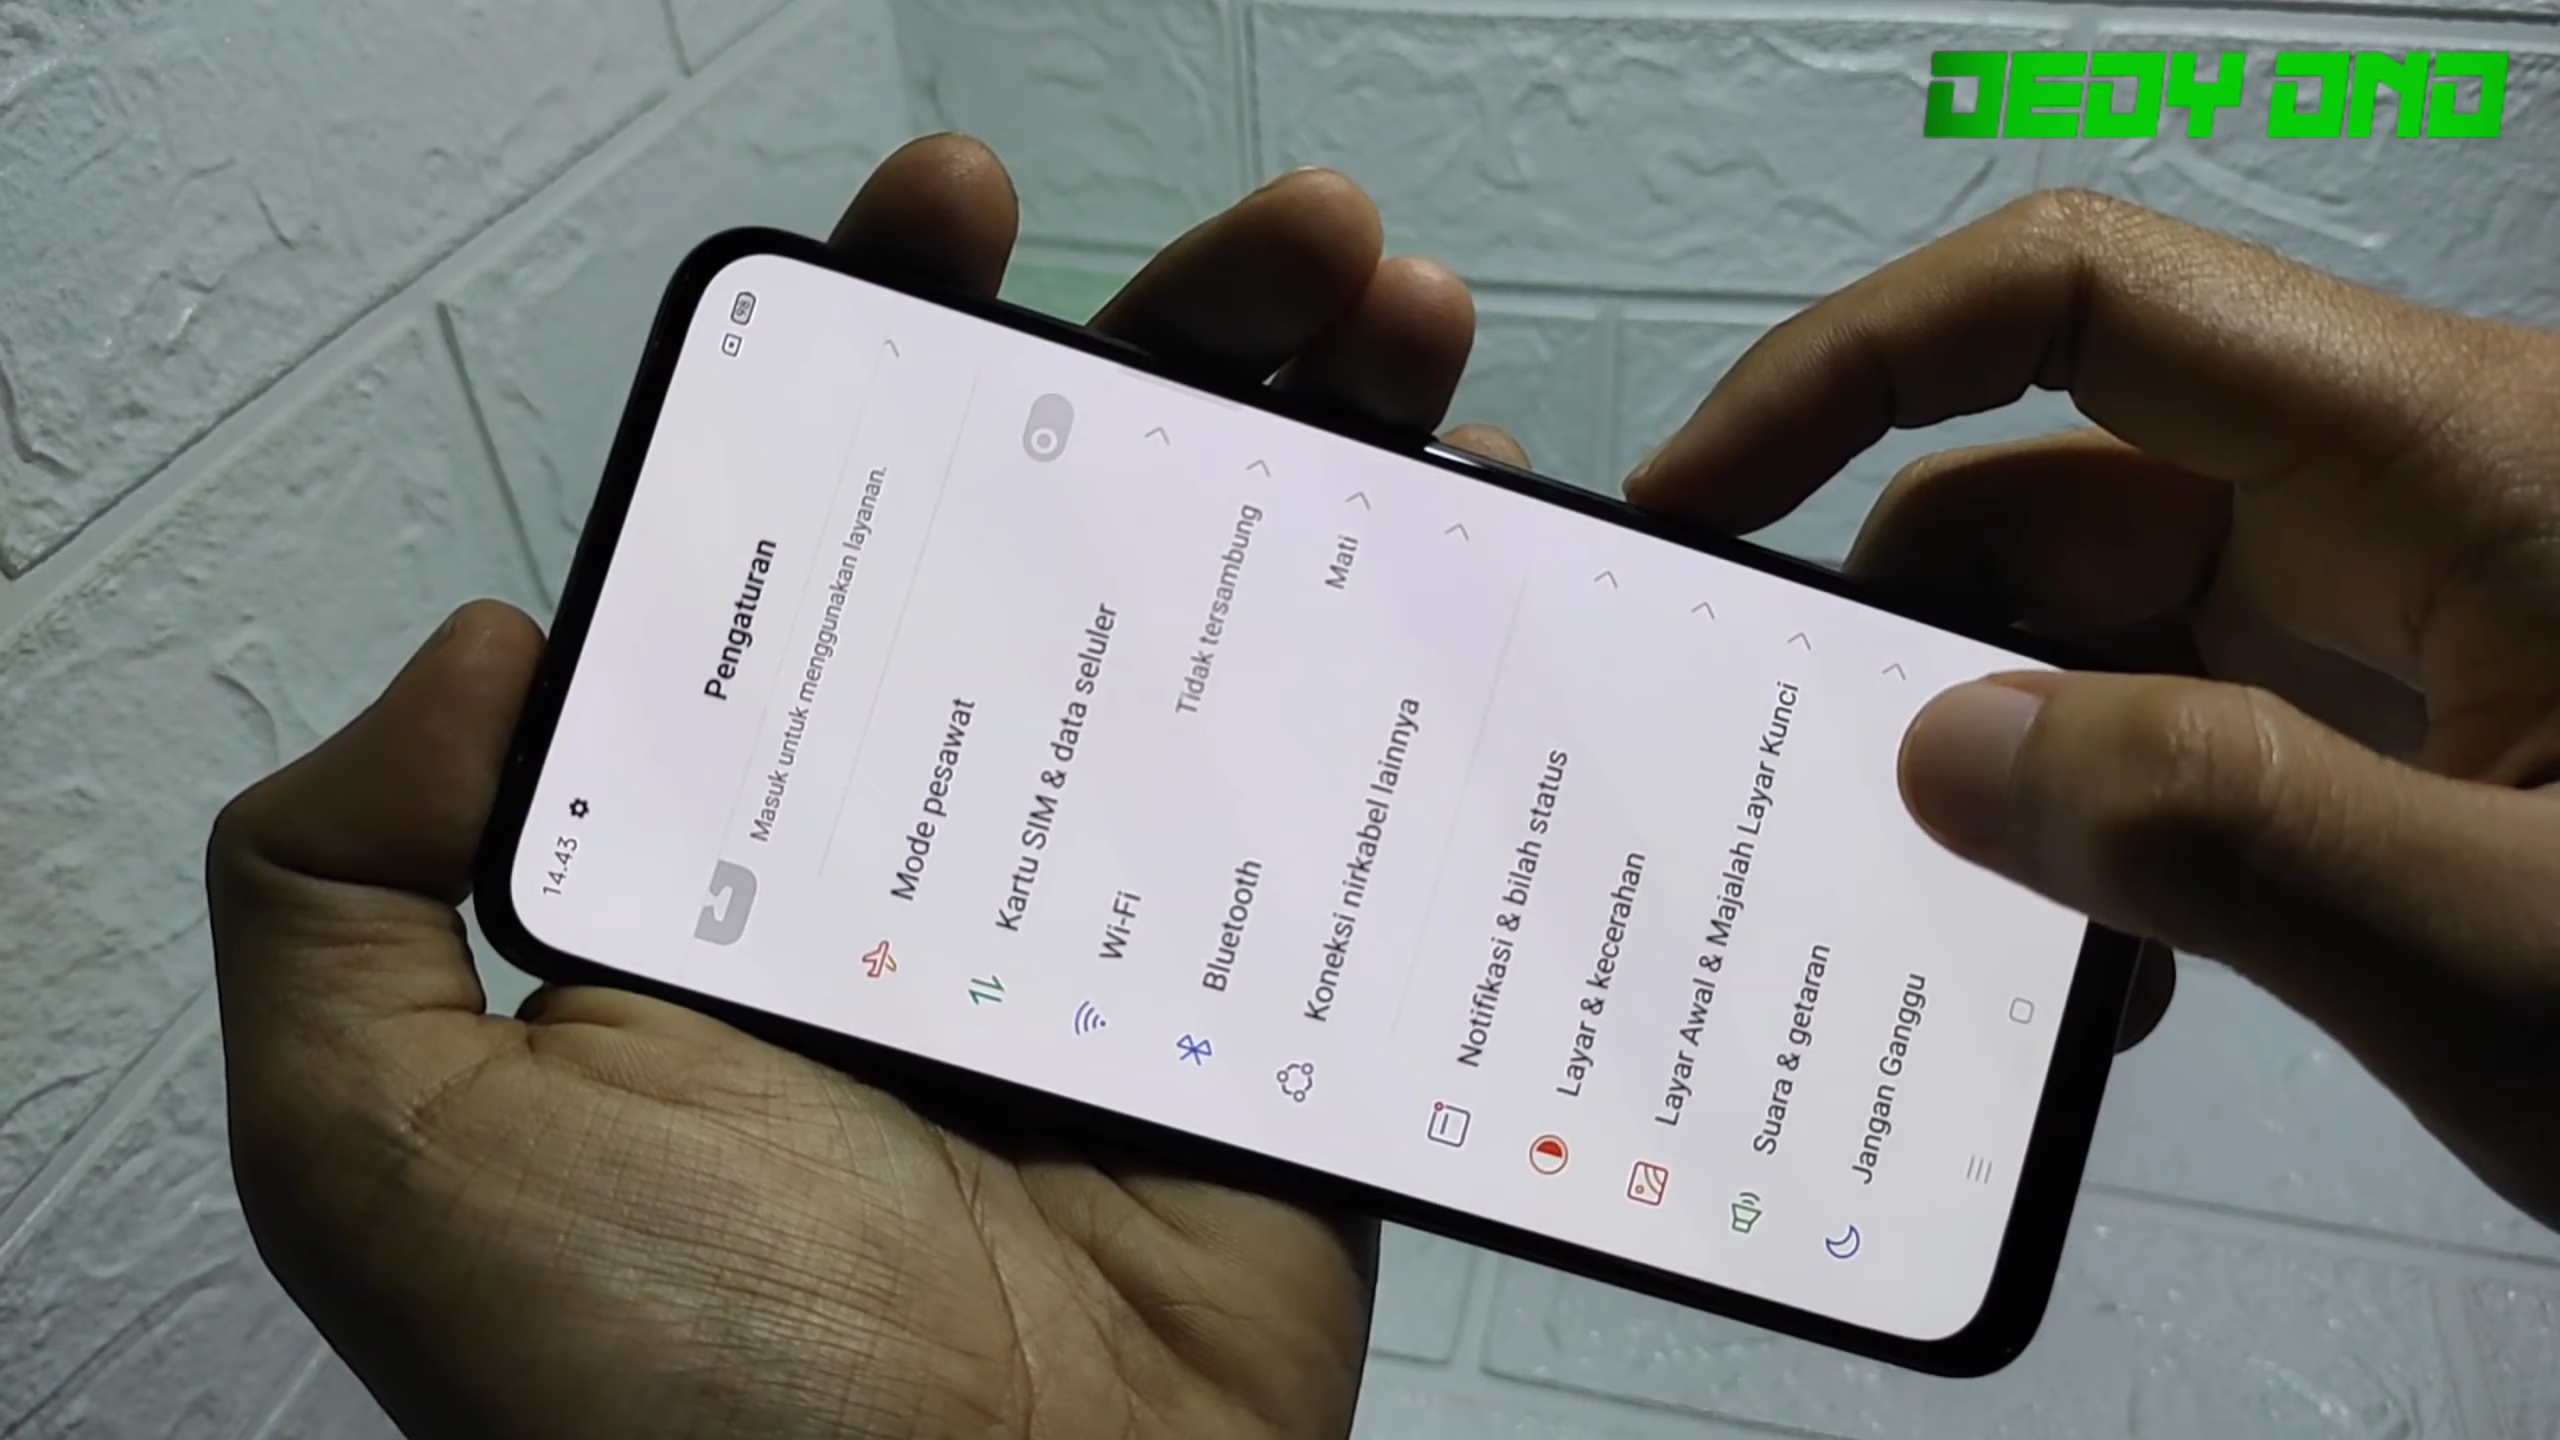 DEDY DND
14.43
98
Pengaturan
Masuk untuk menggunakan layanan.
Mode pesawat
Kartu SIM & data seluler
Wi-Fi
Tidak tersambung
Bluetooth
Mati
Koneksi nirkabel lainnya
Notifikasi & bilah status
Layar & kecerahan
Layar Awal & Majalah Layar Kunci
Suara & getaran
Jangan Ganggu